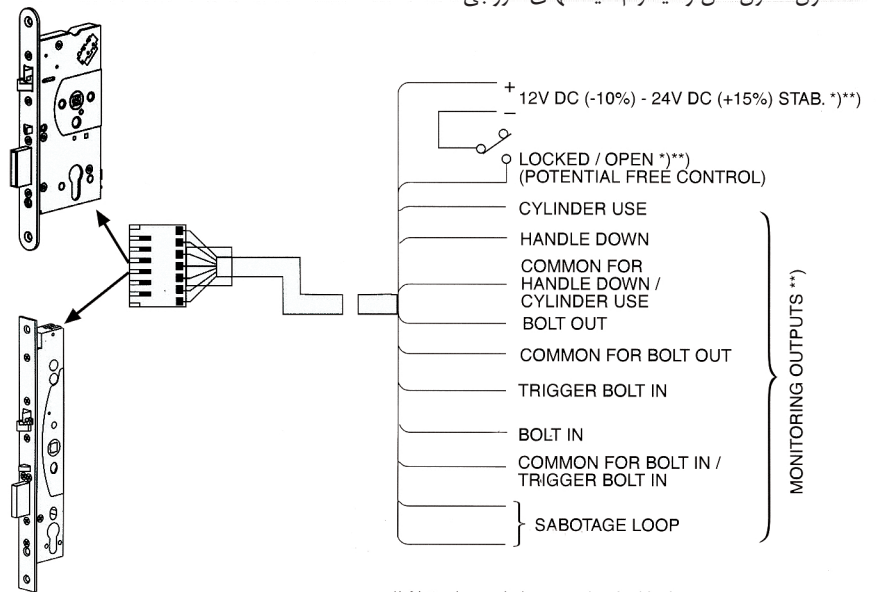 +
12V DC (-10%) - 24V DC (+15%) STAB. *)**)
−
LOCKED / OPEN *)**)
(POTENTIAL FREE CONTROL)
CYLINDER USE
HANDLE DOWN
COMMON FOR
HANDLE DOWN /
CYLINDER USE
BOLT OUT
COMMON FOR BOLT OUT
TRIGGER BOLT IN
BOLT IN
COMMON FOR BOLT IN /
TRIGGER BOLT IN
SABOTAGE LOOP
MONITORING OUTPUTS **)